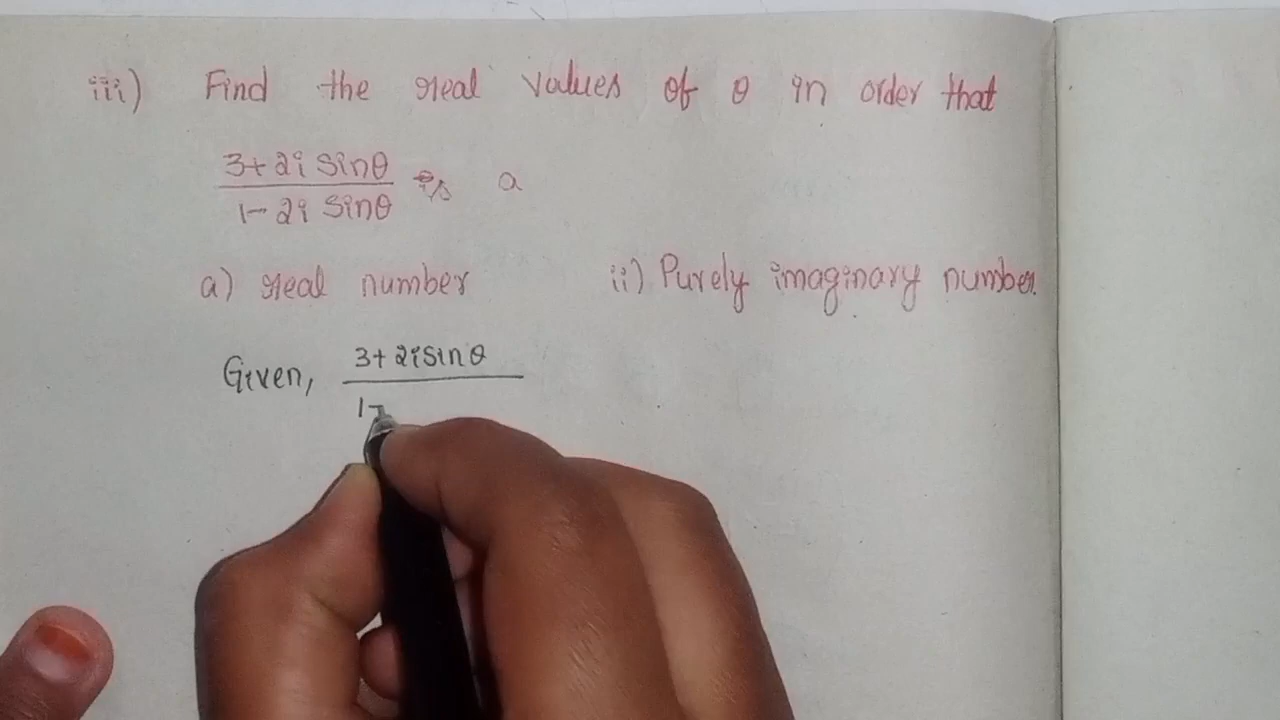 iii) Find the real values of θ in order that
3+ 2i sinθ
1- 2i sinθ is a
a) real number ii) Purely imaginary number.
Given, 3+ 2isinθ
1-